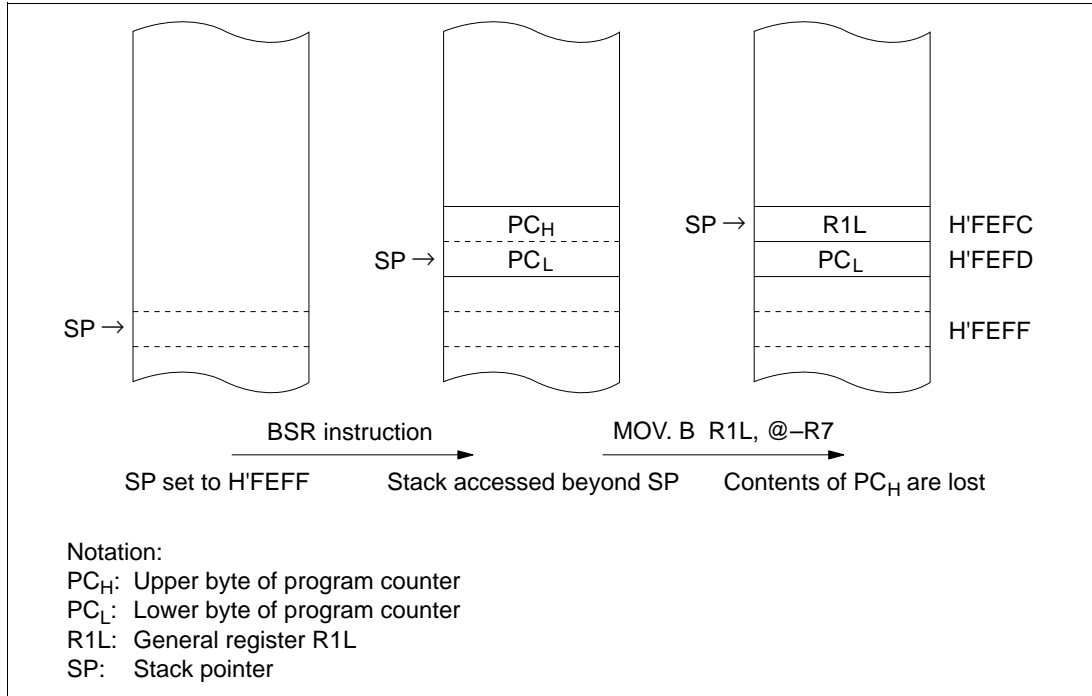 PCH
SP → R1L H'FEFC
SP → PCL PCL H'FEFD
SP → H'FEFF
BSR instruction MOV. B R1L, @–R7
SP set to H'FEFF Stack accessed beyond SP Contents of PCH are lost
Notation:
PCH: Upper byte of program counter
PCL: Lower byte of program counter
R1L: General register R1L
SP: Stack pointer